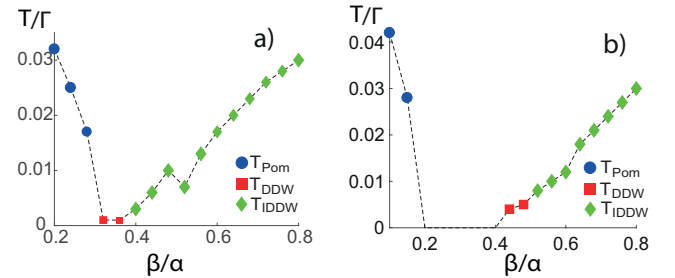 T/Γ
a)
0.03
0.02
0.01
0
0.2
0.4
0.6
0.8
β/α
T_Pom
T_DDW
T_IDDW
T/Γ
b)
0.04
0.03
0.02
0.01
0
0.2
0.4
0.6
0.8
β/α
T_Pom
T_DDW
T_IDDW